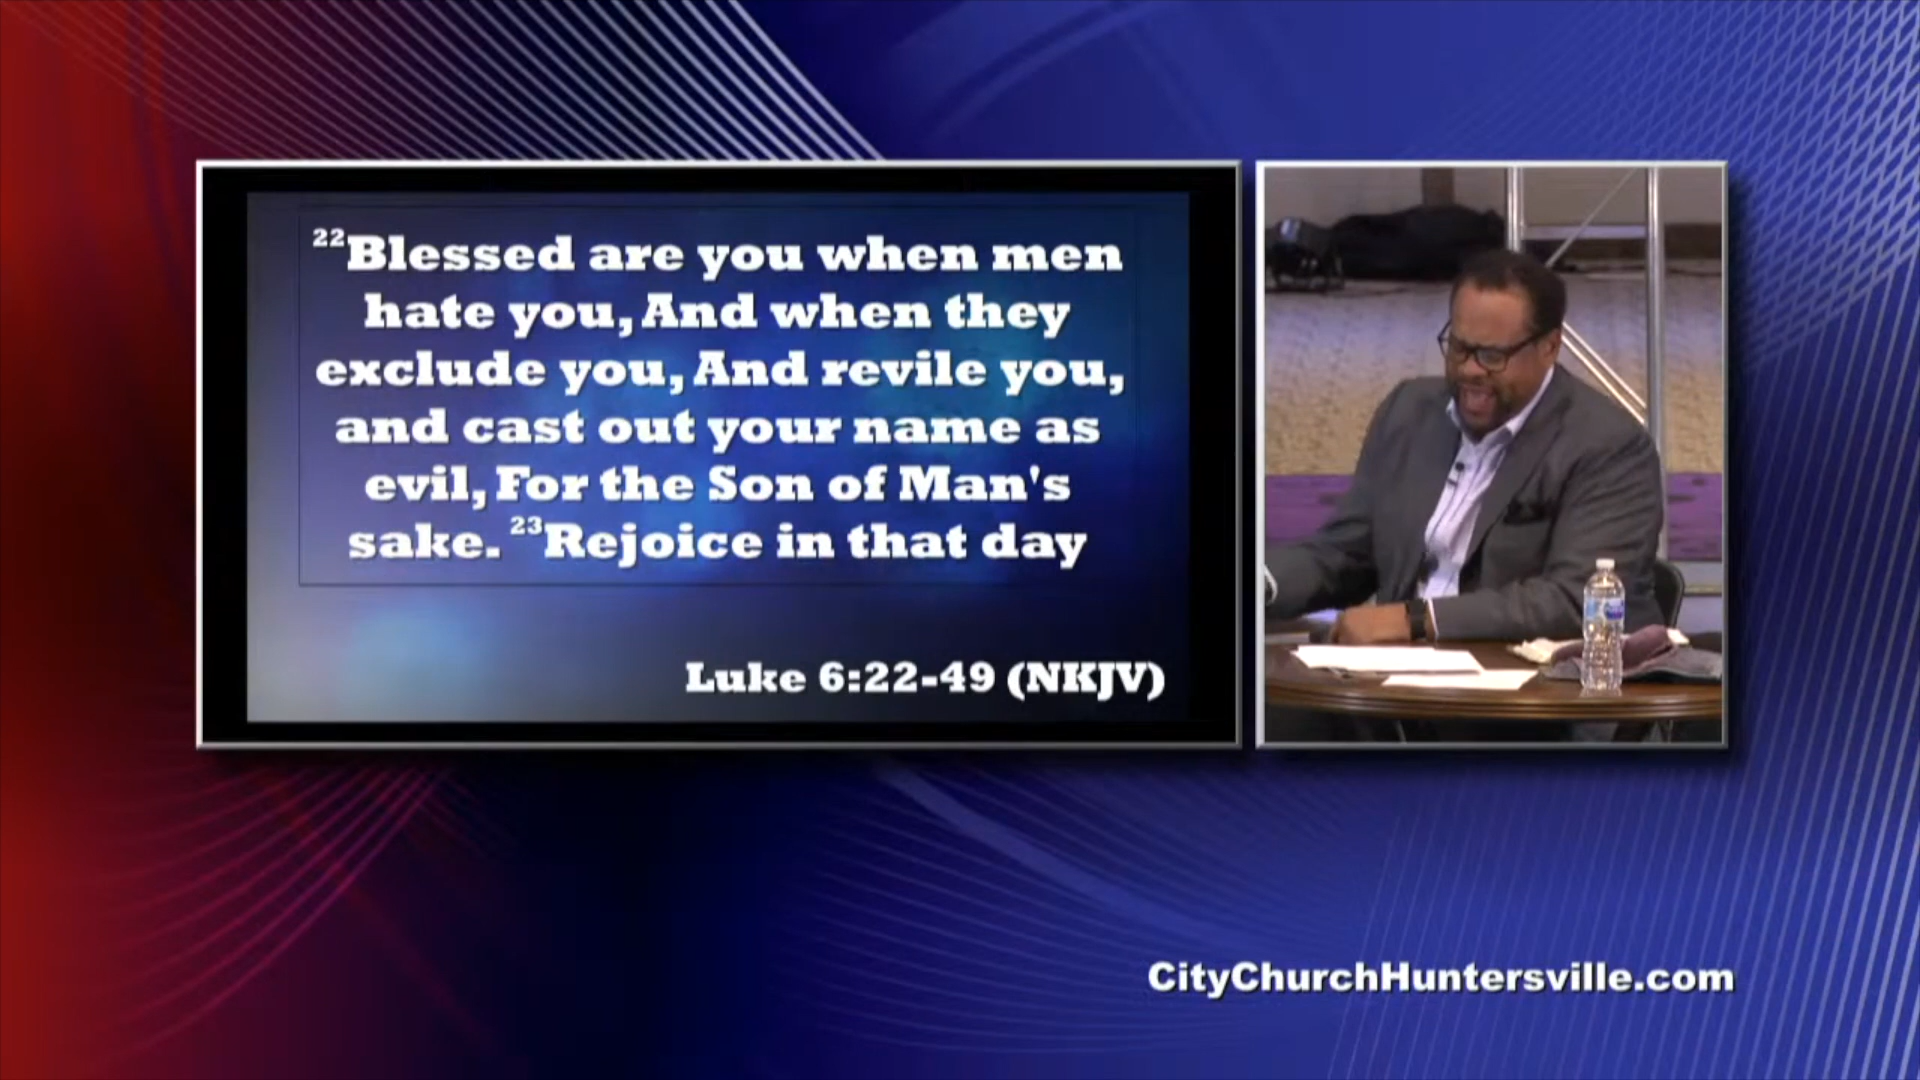 ²²Blessed are you when men
hate you, And when they
exclude you, And revile you,
and cast out your name as
evil, For the Son of Man's
sake. ²³Rejoice in that day
Luke 6:22-49 (NKJV)
CityChurchHuntersville.com